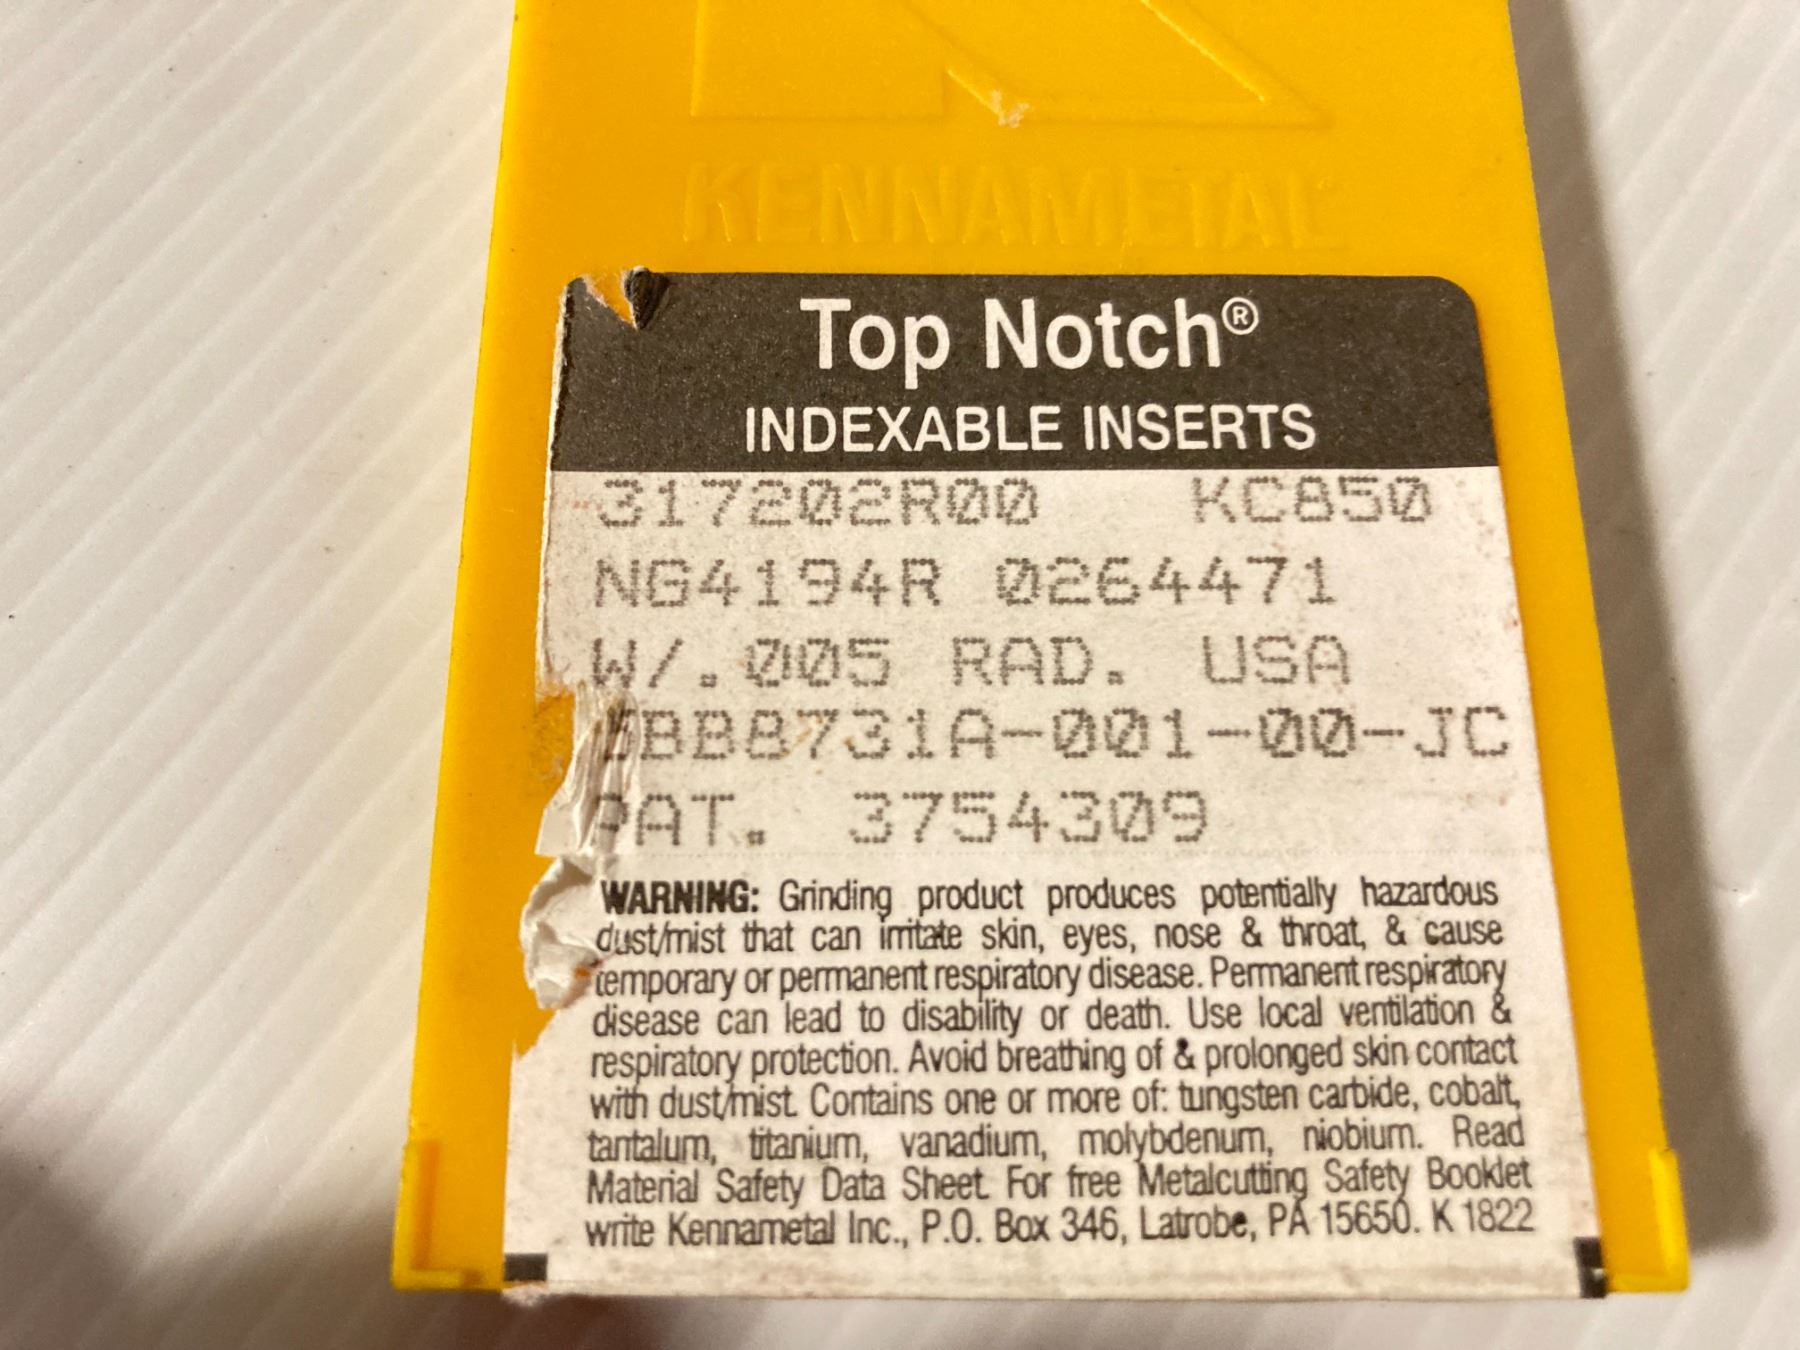 KENNAMETAL
Top Notch®
INDEXABLE INSERTS
317202R00 KC850
NG4194R 0264471
W/.005 RAD. USA
BB8731A-001-00-JC
PAT. 3754309
WARNING: Grinding product produces potentially hazardous
dust/mist that can irritate skin, eyes, nose & throat, & cause
temporary or permanent respiratory disease. Permanent respiratory
disease can lead to disability or death. Use local ventilation &
respiratory protection. Avoid breathing of & prolonged skin contact
with dust/mist. Contains one or more of: tungsten carbide, cobalt,
tantalum, titanium, vanadium, molybdenum, niobium. Read
Material Safety Data Sheet. For free Metalcutting Safety Booklet
write Kennametal Inc., P.O. Box 346, Latrobe, PA 15650. K 1822